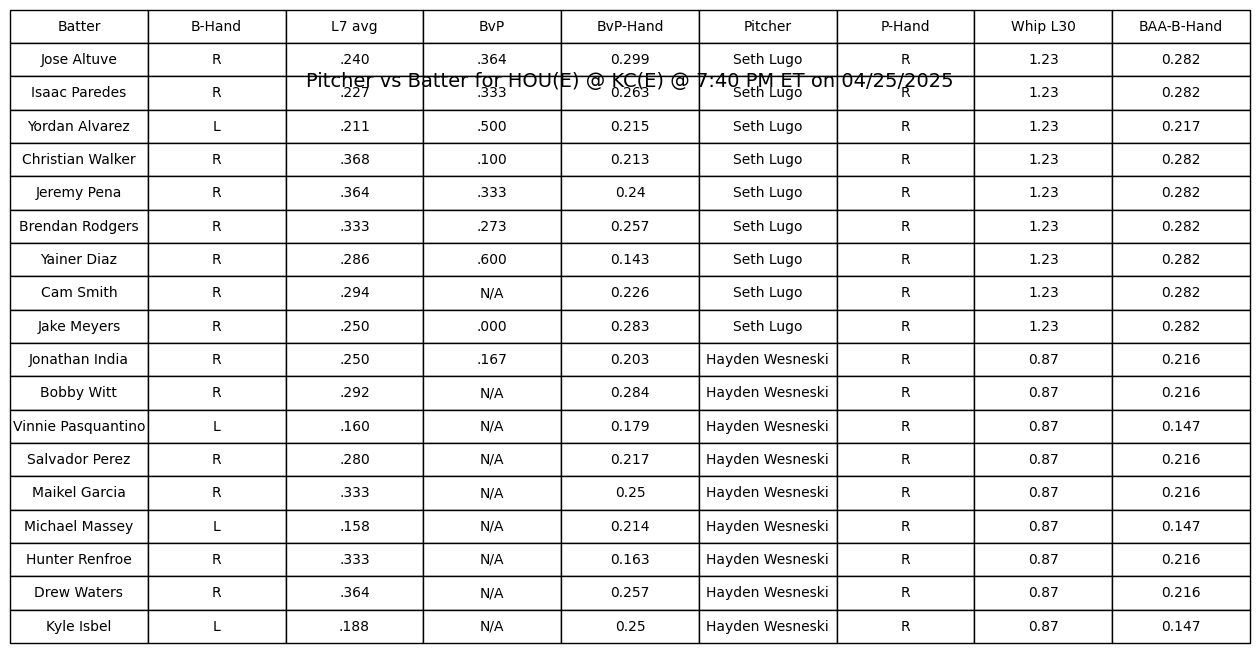 Batter B-Hand L7 avg BvP BvP-Hand Pitcher P-Hand Whip L30 BAA-B-Hand
Jose Altuve R .240 .364 0.299 Seth Lugo R 1.23 0.282
Pitcher vs Batter for HOU(E) @ KC(E) @ 7:40 PM ET on 04/25/2025
Isaac Paredes R .227 .333 0.263 Seth Lugo R 1.23 0.282
Yordan Alvarez L .211 .500 0.215 Seth Lugo R 1.23 0.217
Christian Walker R .368 .100 0.213 Seth Lugo R 1.23 0.282
Jeremy Pena R .364 .333 0.24 Seth Lugo R 1.23 0.282
Brendan Rodgers R .333 .273 0.257 Seth Lugo R 1.23 0.282
Yainer Diaz R .286 .600 0.143 Seth Lugo R 1.23 0.282
Cam Smith R .294 N/A 0.226 Seth Lugo R 1.23 0.282
Jake Meyers R .250 .000 0.283 Seth Lugo R 1.23 0.282
Jonathan India R .250 .167 0.203 Hayden Wesneski R 0.87 0.216
Bobby Witt R .292 N/A 0.284 Hayden Wesneski R 0.87 0.216
Vinnie Pasquantino L .160 N/A 0.179 Hayden Wesneski R 0.87 0.147
Salvador Perez R .280 N/A 0.217 Hayden Wesneski R 0.87 0.216
Maikel Garcia R .333 N/A 0.25 Hayden Wesneski R 0.87 0.216
Michael Massey L .158 N/A 0.214 Hayden Wesneski R 0.87 0.147
Hunter Renfroe R .333 N/A 0.163 Hayden Wesneski R 0.87 0.216
Drew Waters R .364 N/A 0.257 Hayden Wesneski R 0.87 0.216
Kyle Isbel L .188 N/A 0.25 Hayden Wesneski R 0.87 0.147